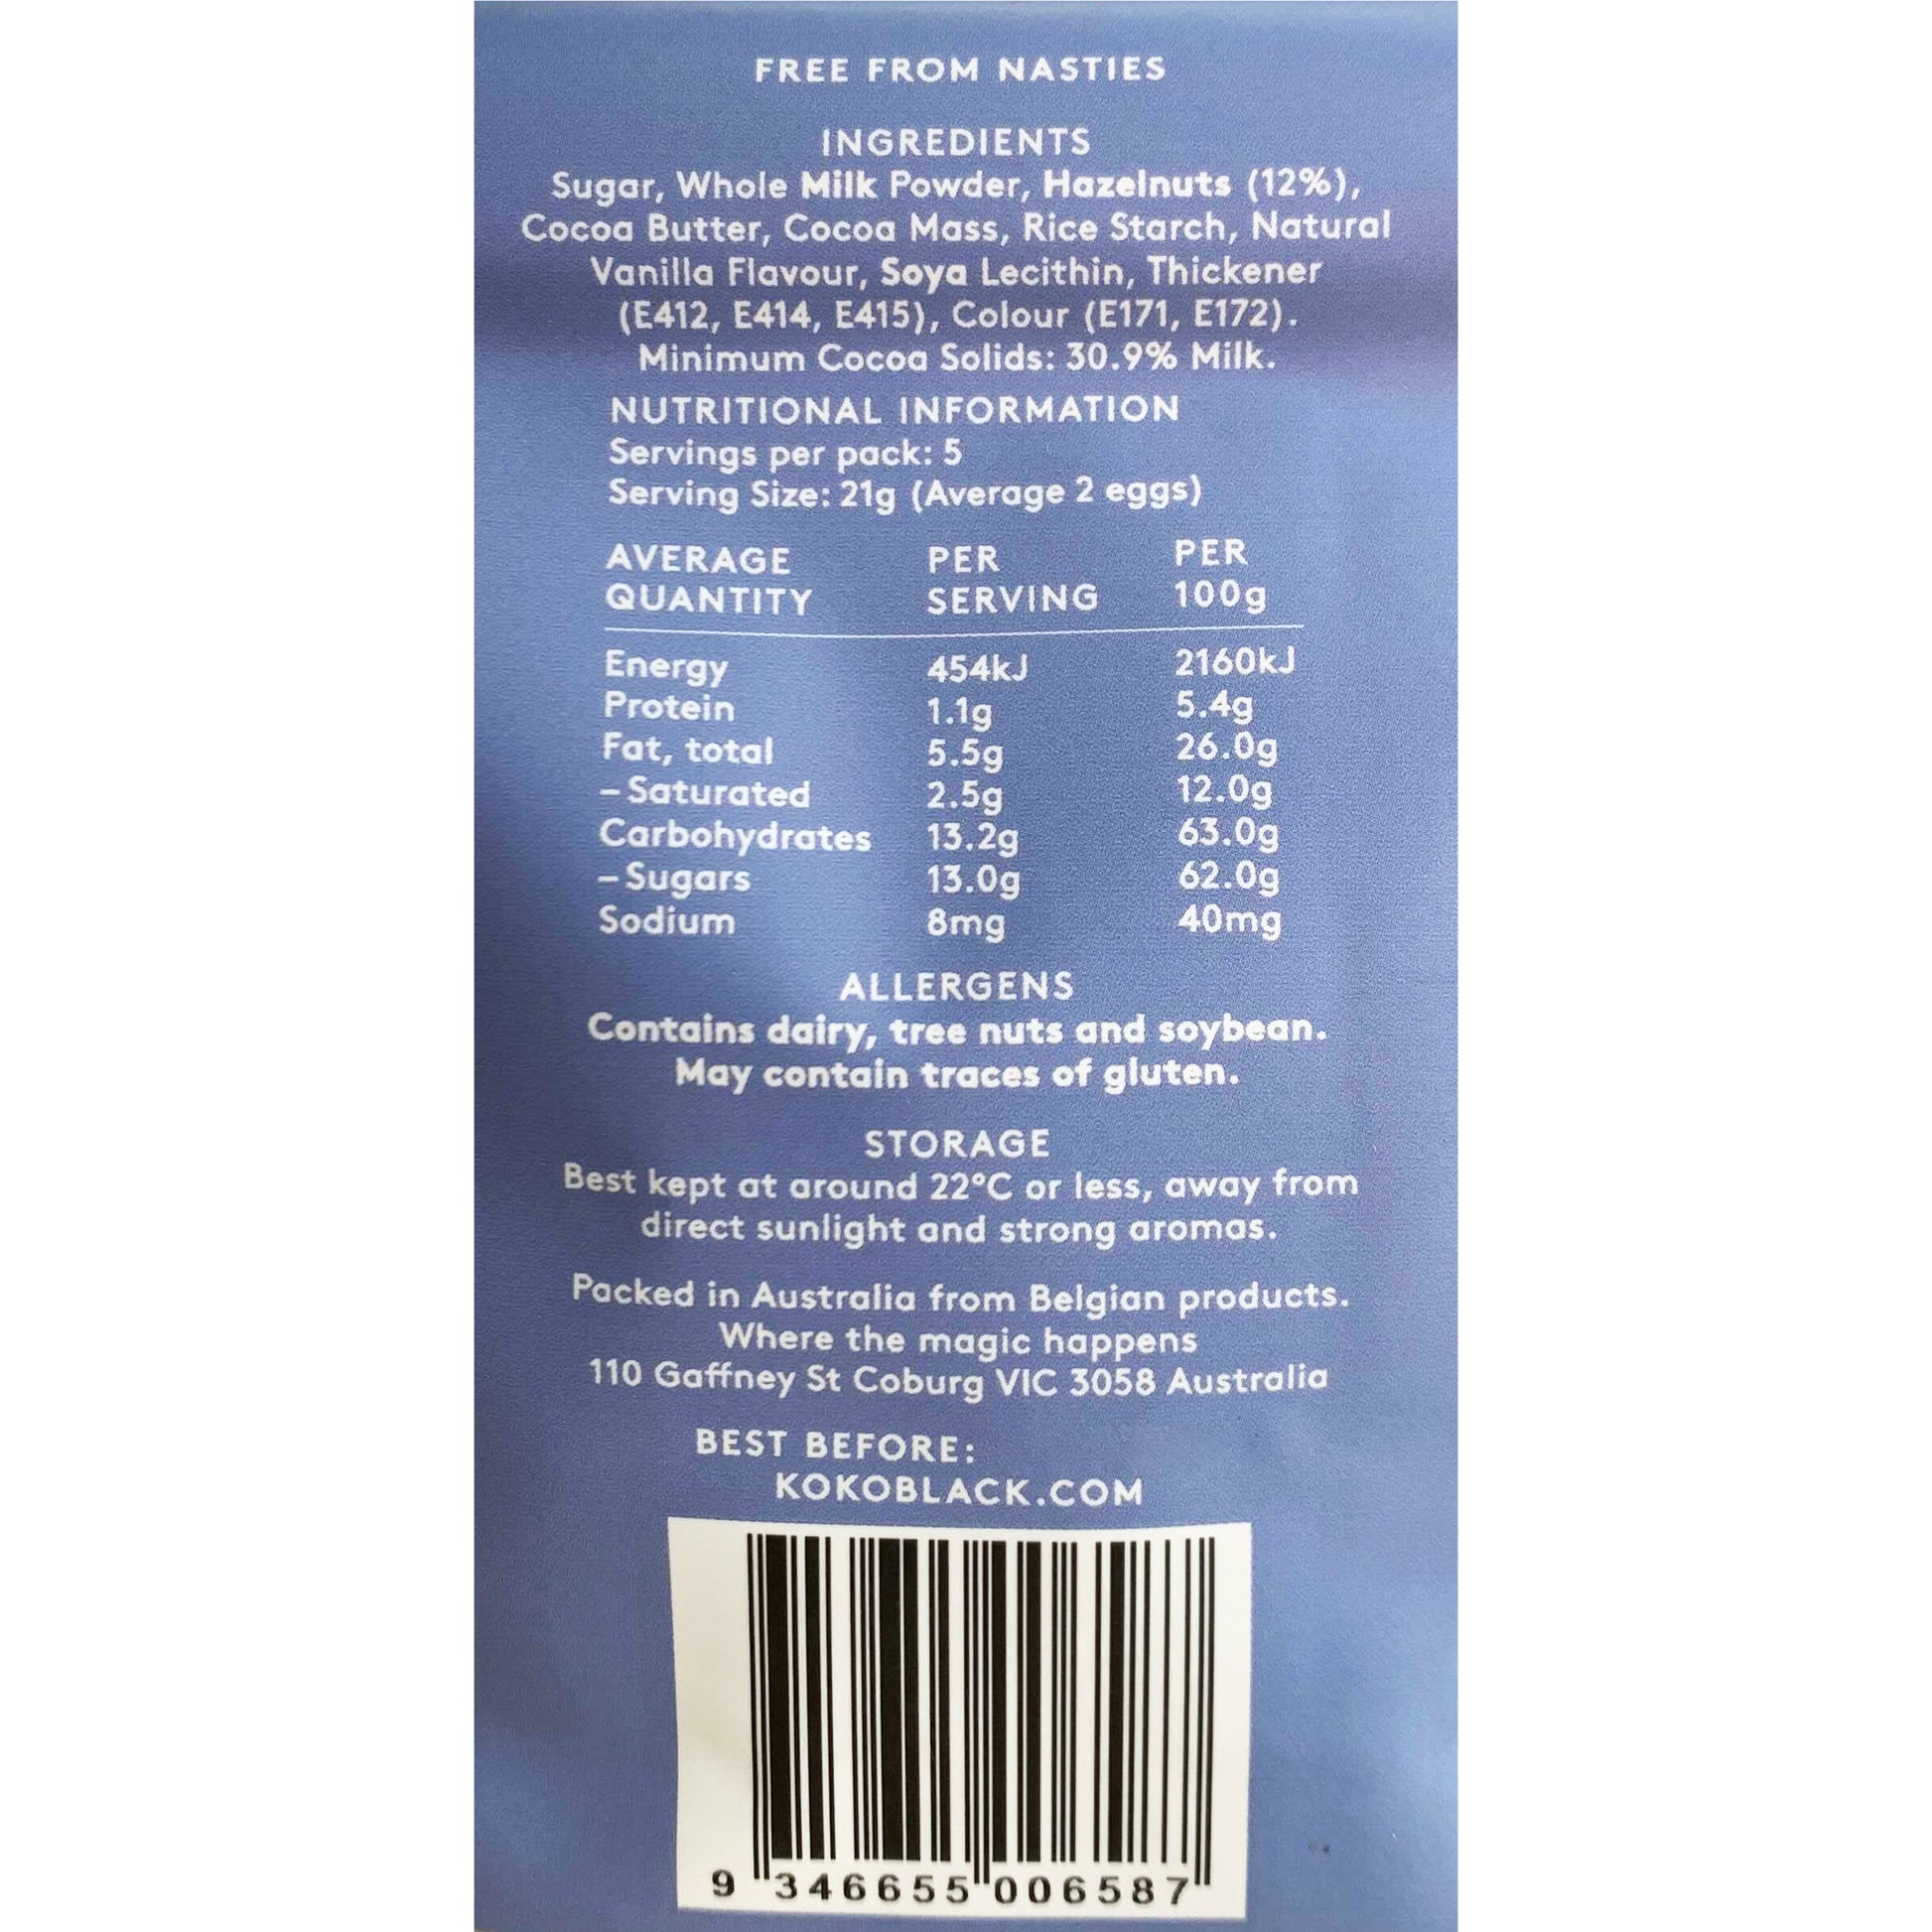 FREE FROM NASTIES
INGREDIENTS
Sugar, Whole Milk Powder, Hazelnuts (12%),
Cocoa Butter, Cocoa Mass, Rice Starch, Natural
Vanilla Flavour, Soya Lecithin, Thickener
(E412, E414, E415), Colour (E171, E172).
Minimum Cocoa Solids: 30.9% Milk.
NUTRITIONAL INFORMATION
Servings per pack: 5
Serving Size: 21g (Average 2 eggs)
AVERAGE PER PER
QUANTITY SERVING 100g
Energy 454kJ 2160kJ
Protein 1.1g 5.4g
Fat, total 5.5g 26.0g
– Saturated 2.5g 12.0g
Carbohydrates 13.2g 63.0g
– Sugars 13.0g 62.0g
Sodium 8mg 40mg
ALLERGENS
Contains dairy, tree nuts and soybean.
May contain traces of gluten.
STORAGE
Best kept at around 22°C or less, away from
direct sunlight and strong aromas.
Packed in Australia from Belgian products.
Where the magic happens
110 Gaffney St Coburg VIC 3058 Australia
BEST BEFORE:
KOKOBLACK.COM
9 346655 006587